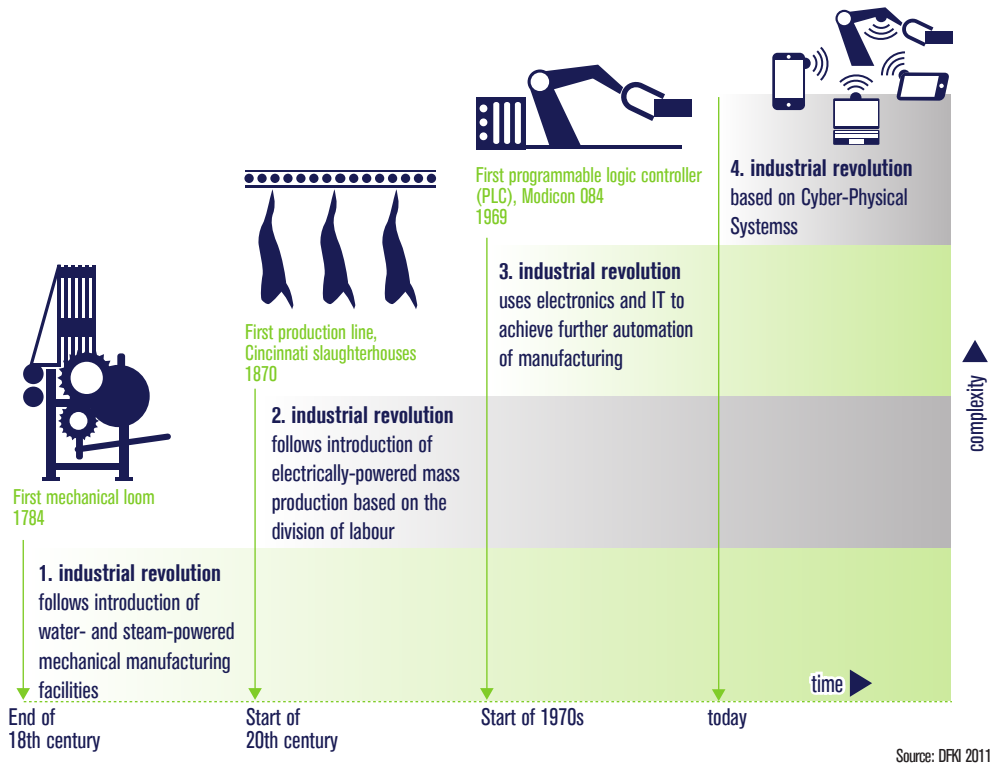 First mechanical loom
1784
1. industrial revolution
follows introduction of
water- and steam-powered
mechanical manufacturing
facilities
End of
18th century
First production line,
Cincinnati slaughterhouses
1870
2. industrial revolution
follows introduction of
electrically-powered mass
production based on the
division of labour
Start of
20th century
First programmable logic controller
(PLC), Modicon 084
1969
3. industrial revolution
uses electronics and IT to
achieve further automation
of manufacturing
Start of 1970s
4. industrial revolution
based on Cyber-Physical
Systemss
today
time
complexity
Source: DFKI 2011